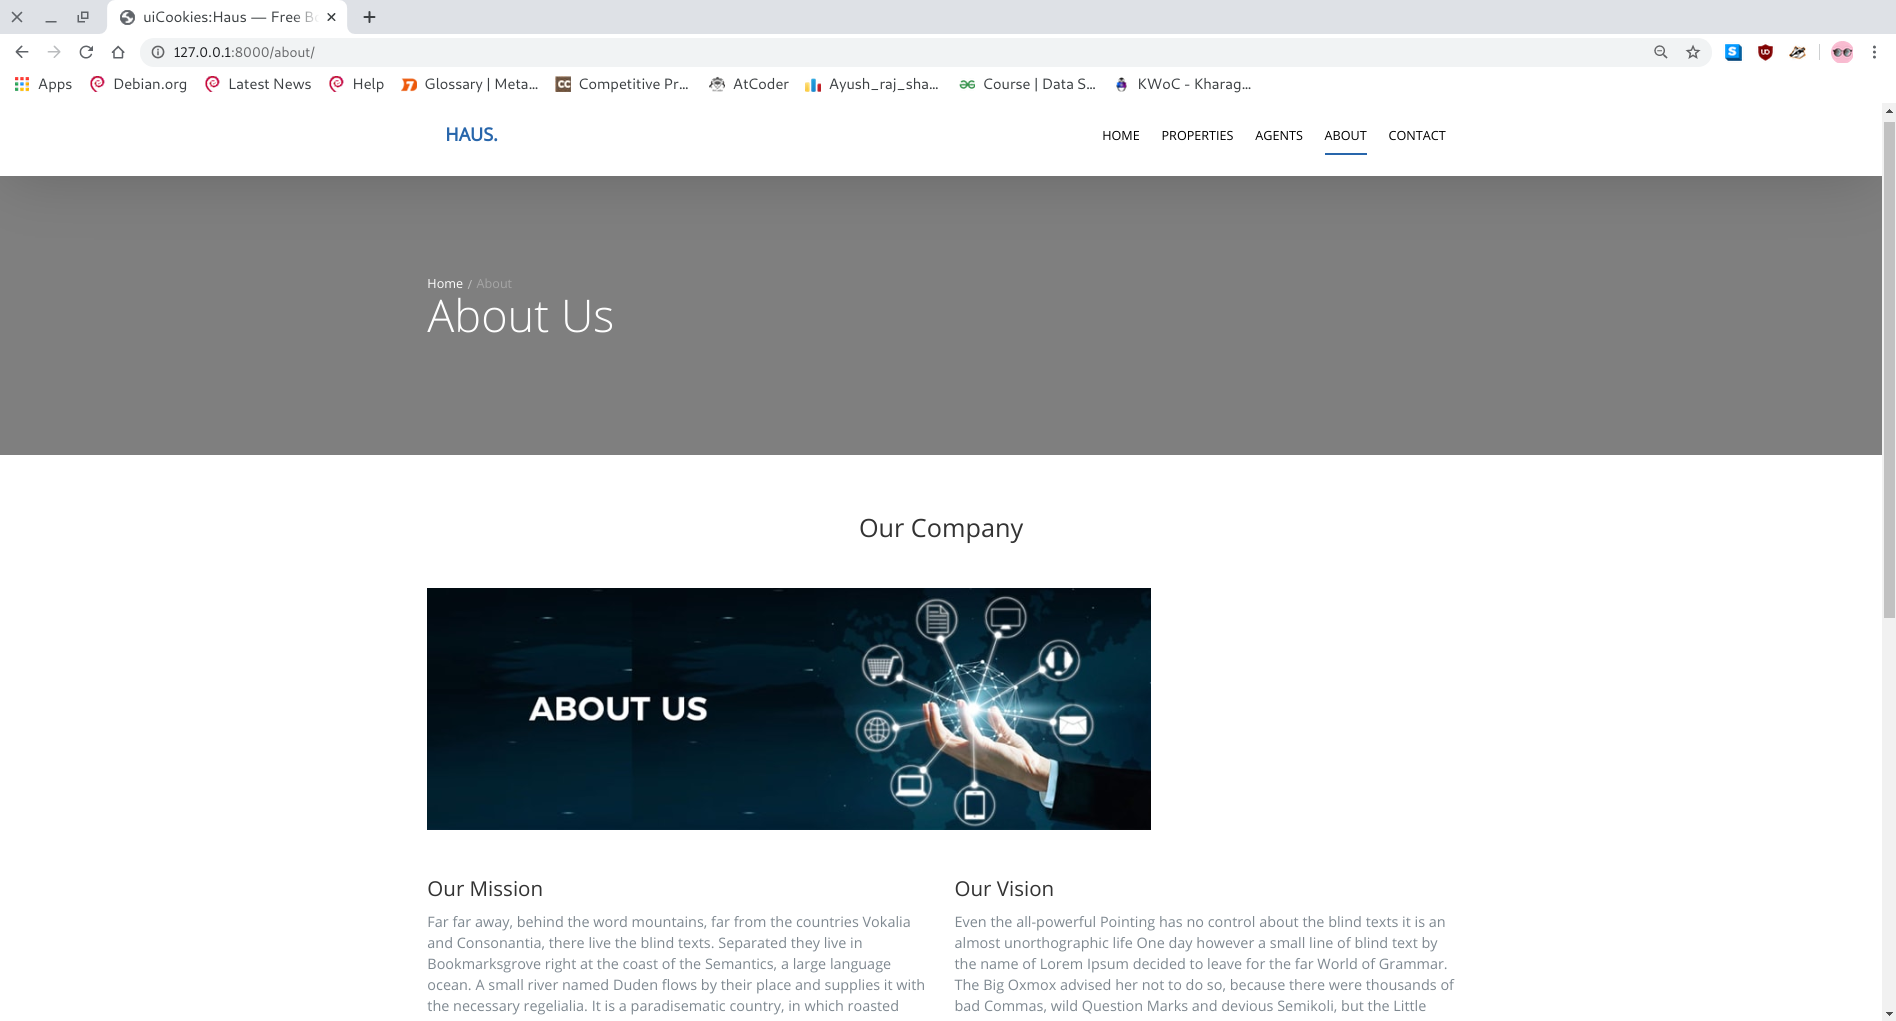 uiCookies:Haus — Free B
127.0.0.1:8000/about/
Apps Debian.org Latest News Help Glossary | Meta... Competitive Pr... AtCoder Ayush_raj_sha... Course | Data S... KWoC - Kharag...
HAUS. HOME PROPERTIES AGENTS ABOUT CONTACT
Home / About
About Us
Our Company
ABOUT US
Our Mission
Far far away, behind the word mountains, far from the countries Vokalia
and Consonantia, there live the blind texts. Separated they live in
Bookmarksgrove right at the coast of the Semantics, a large language
ocean. A small river named Duden flows by their place and supplies it with
the necessary regelialia. It is a paradisematic country, in which roasted
Our Vision
Even the all-powerful Pointing has no control about the blind texts it is an
almost unorthographic life One day however a small line of blind text by
the name of Lorem Ipsum decided to leave for the far World of Grammar.
The Big Oxmox advised her not to do so, because there were thousands of
bad Commas, wild Question Marks and devious Semikoli, but the Little